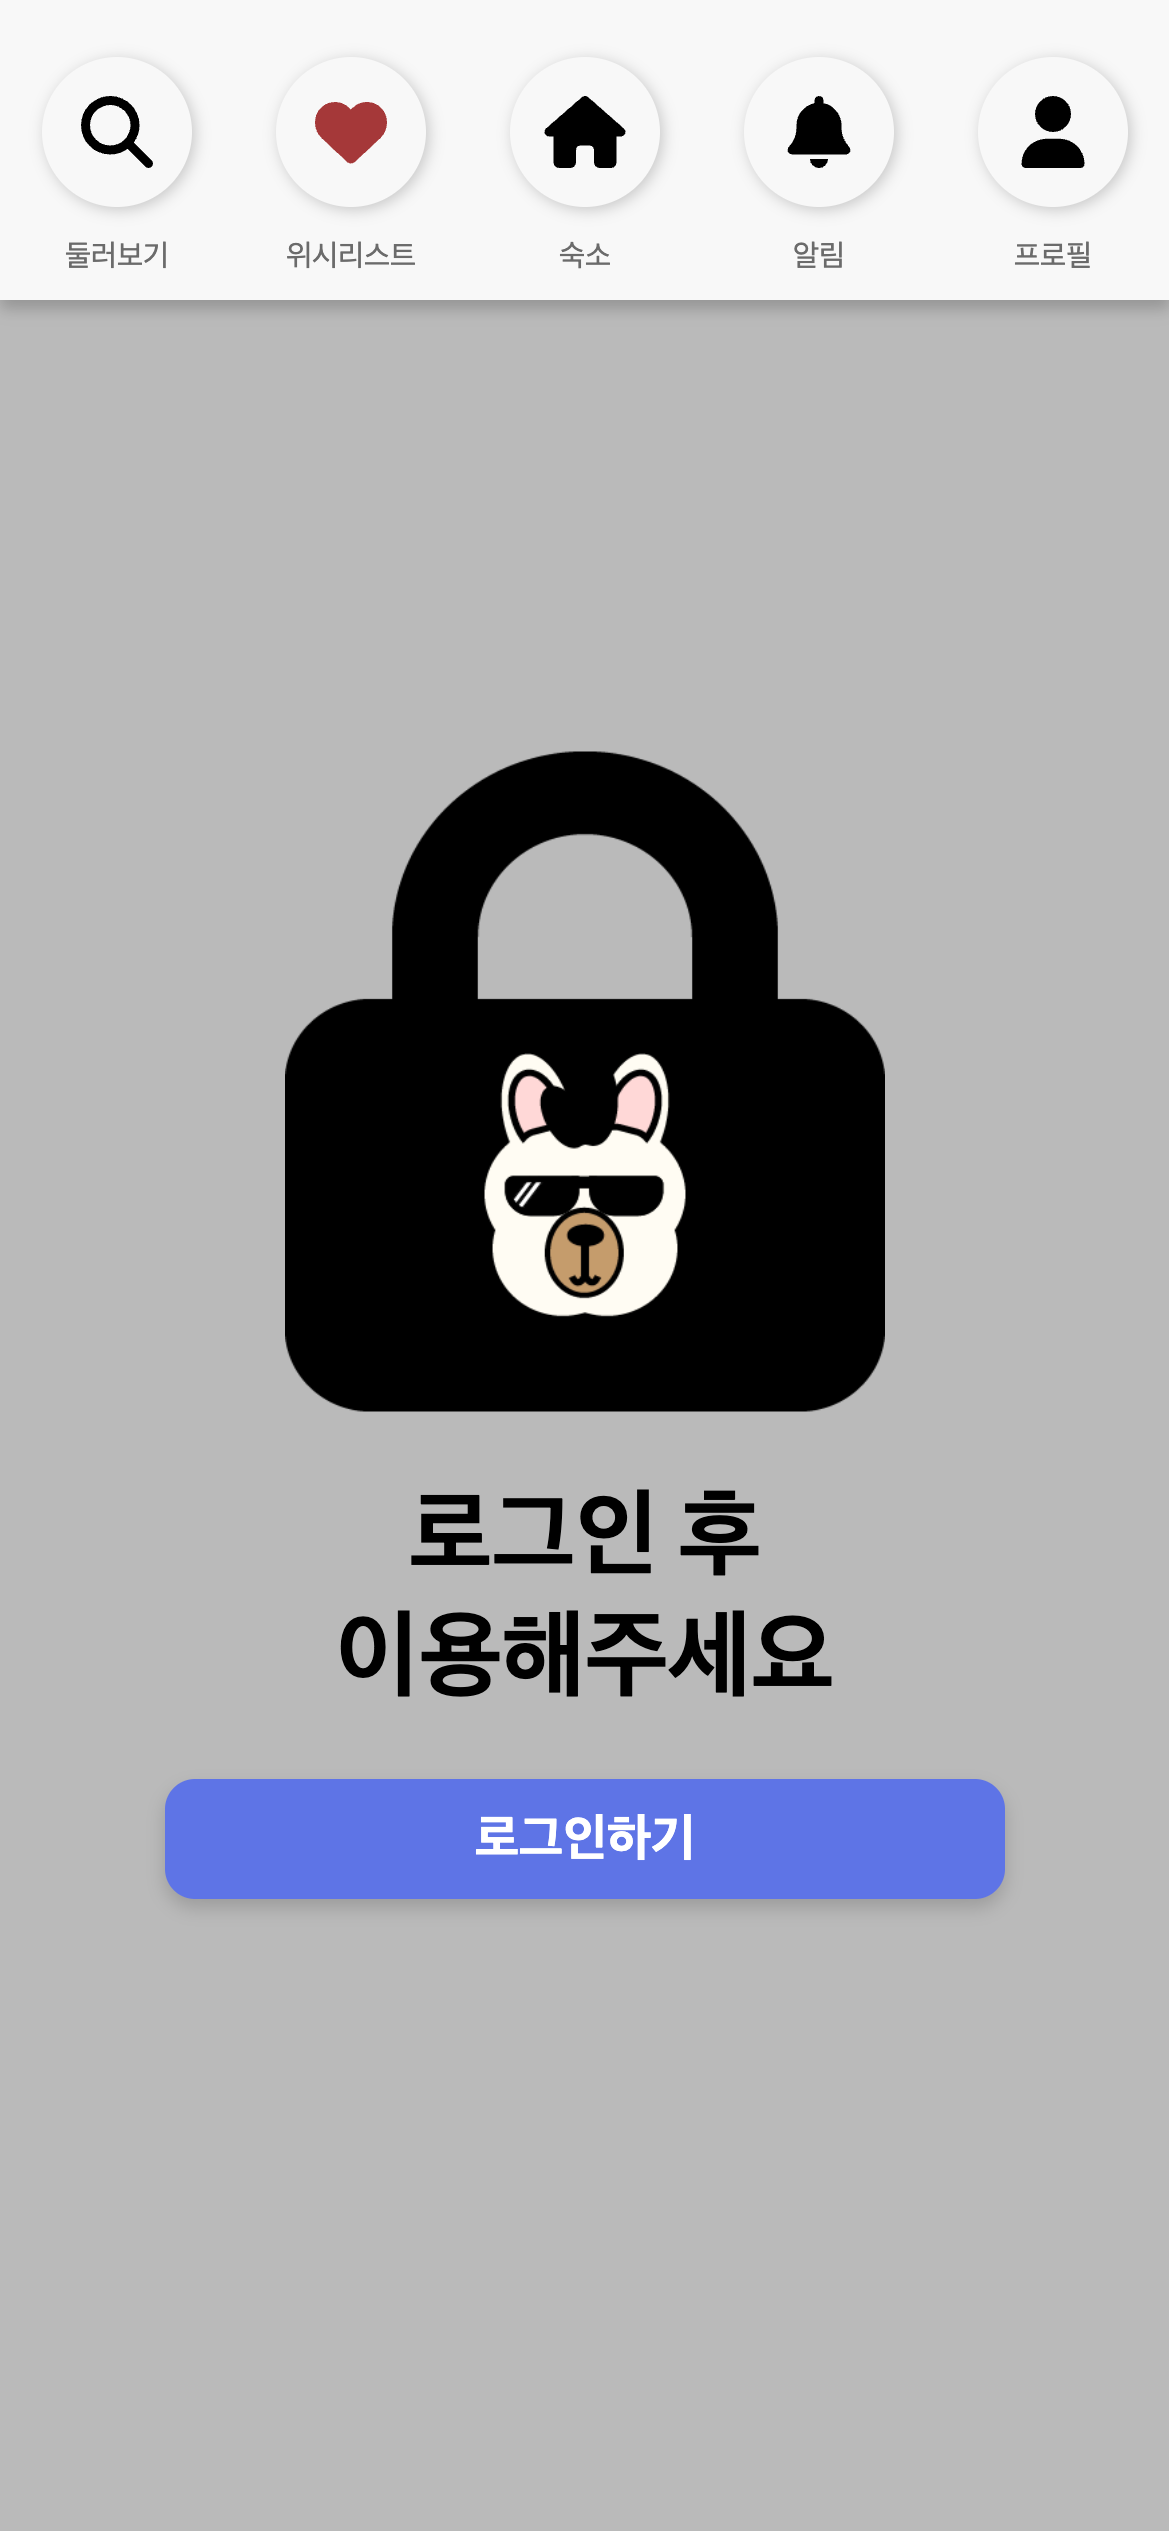 둘러보기
위시리스트
숙소
알림
프로필
로그인 후
이용해주세요
로그인하기